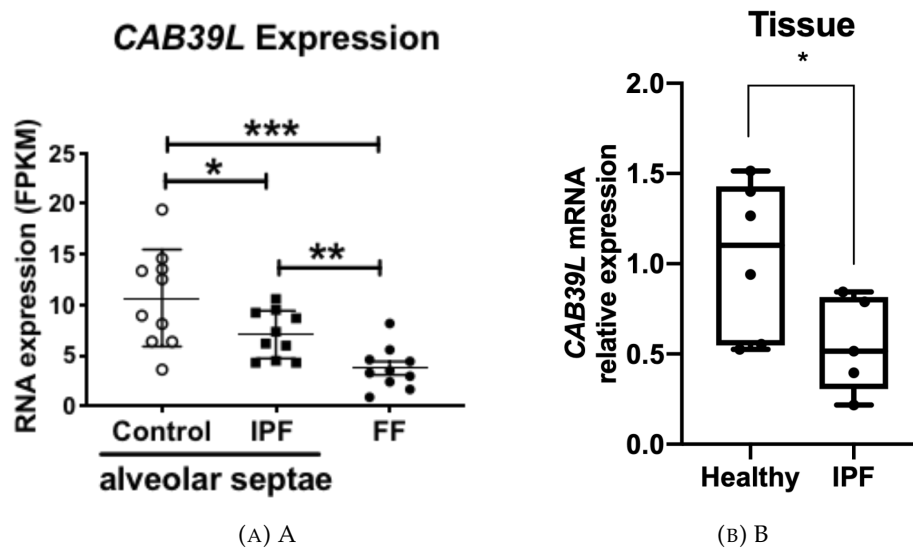 CAB39L Expression
RNA expression (FPKM)
25
20
15
10
5
0
***
*
**
Control IPF FF
alveolar septae
(A) A
Tissue
*
CAB39L mRNA
relative expression
2.0
1.5
1.0
0.5
0.0
Healthy IPF
(B) B